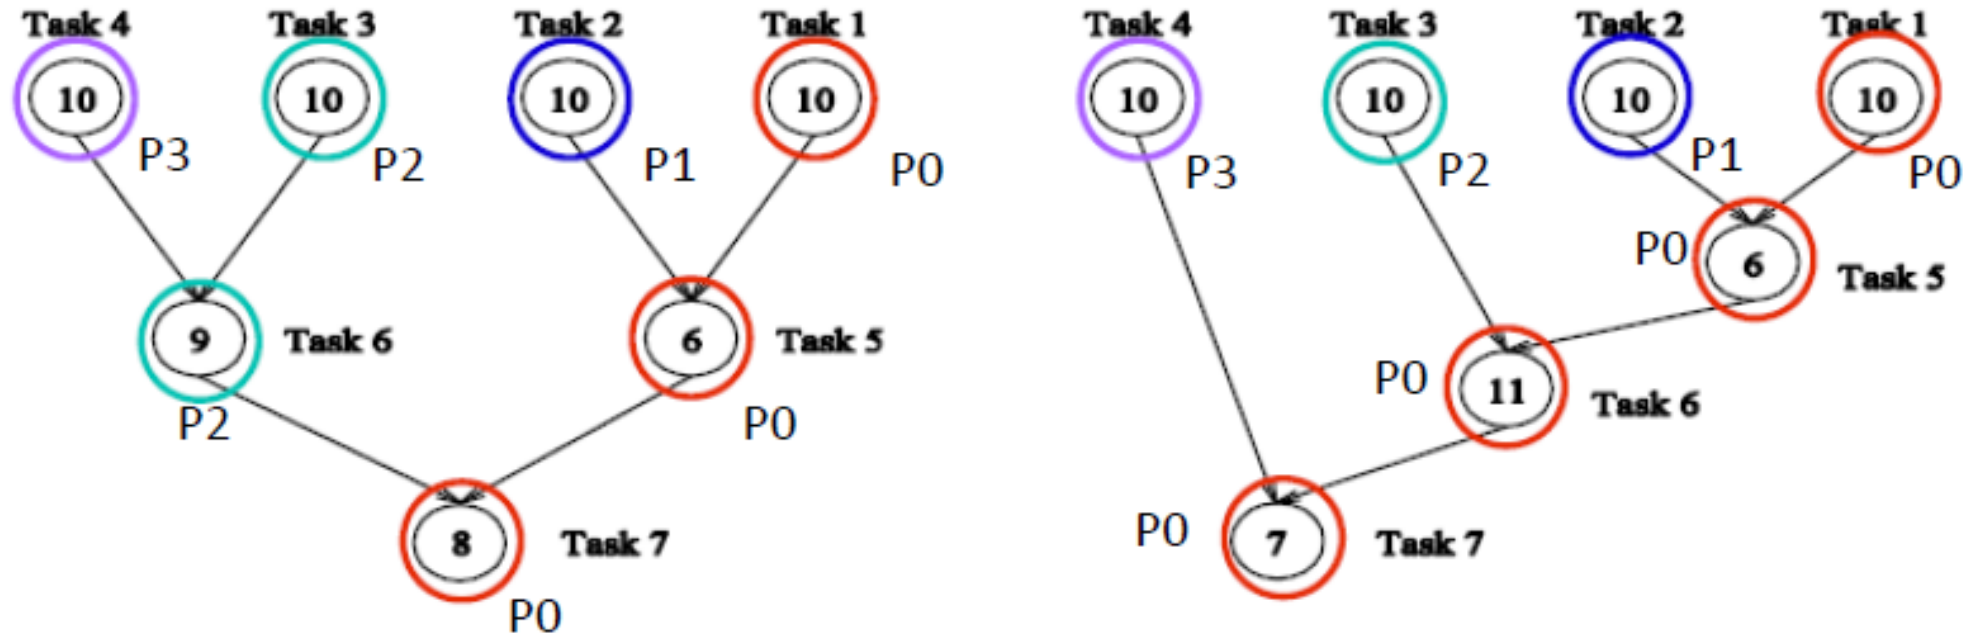 Task 4 Task 3 Task 2 Task 1
10 10 10 10
P3 P2 P1 P0
9 Task 6 6 Task 5
P2 P0
8 Task 7
P0
Task 4 Task 3 Task 2 Task 1
10 10 10 10
P3 P2 P1 P0
P0 6 Task 5
P0 11 Task 6
P0 7 Task 7